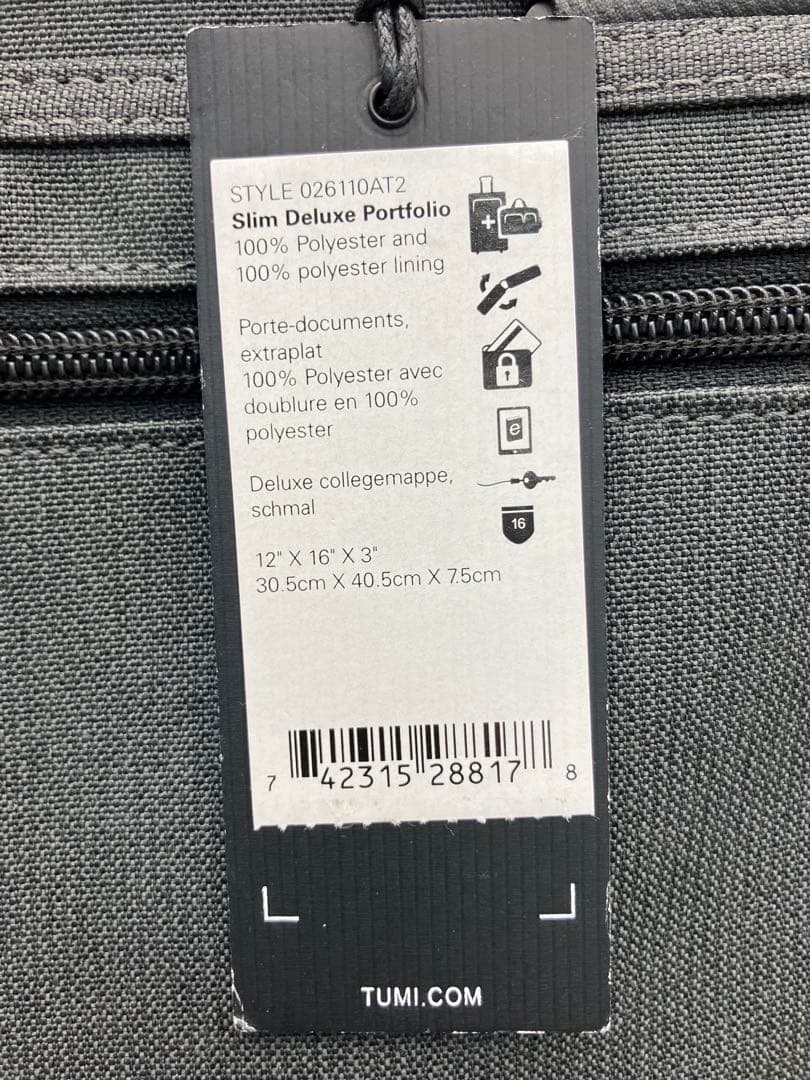 STYLE 026110AT2
Slim Deluxe Portfolio
100% Polyester and
100% polyester lining
Porte-documents,
extraplat
100% Polyester avec
doublure en 100%
polyester
e
Deluxe collegemappe,
schmal
16
12" X 16" X 3"
30.5cm X 40.5cm X 7.5cm
7 42315 28817 8
TUMI.COM